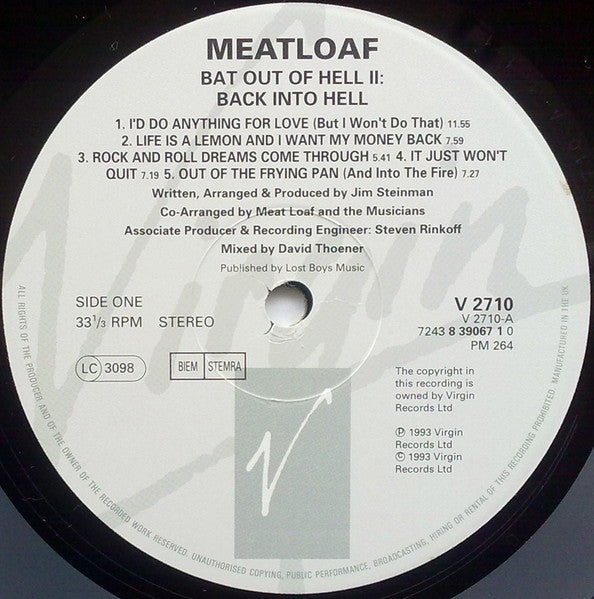 MEATLOAF
BAT OUT OF HELL II:
BACK INTO HELL
1. I'D DO ANYTHING FOR LOVE (But I Won't Do That) 11.55
2. LIFE IS A LEMON AND I WANT MY MONEY BACK 7.59
3. ROCK AND ROLL DREAMS COME THROUGH 5.41 4. IT JUST WON'T
QUIT 7.19 5. OUT OF THE FRYING PAN (And Into The Fire) 7.27
Written, Arranged & Produced by Jim Steinman
Co-Arranged by Meat Loaf and the Musicians
Associate Producer & Recording Engineer: Steven Rinkoff
Mixed by David Thoener
Published by Lost Boys Music
SIDE ONE
33⅓ RPM STEREO
LC 3098
BIEM STEMRA
V 2710
V 2710-A
7243 8 39067 1 0
PM 264
The copyright in
this recording is
owned by Virgin
Records Ltd
℗ 1993 Virgin
Records Ltd
© 1993 Virgin
Records Ltd
ALL RIGHTS OF THE PRODUCER AND OF THE OWNER OF THE RECORDED WORK RESERVED. UNAUTHORISED COPYING, PUBLIC PERFORMANCE, BROADCASTING, HIRING OR RENTAL OF THIS RECORDING PROHIBITED. MANUFACTURED IN THE UK
Virgin
V